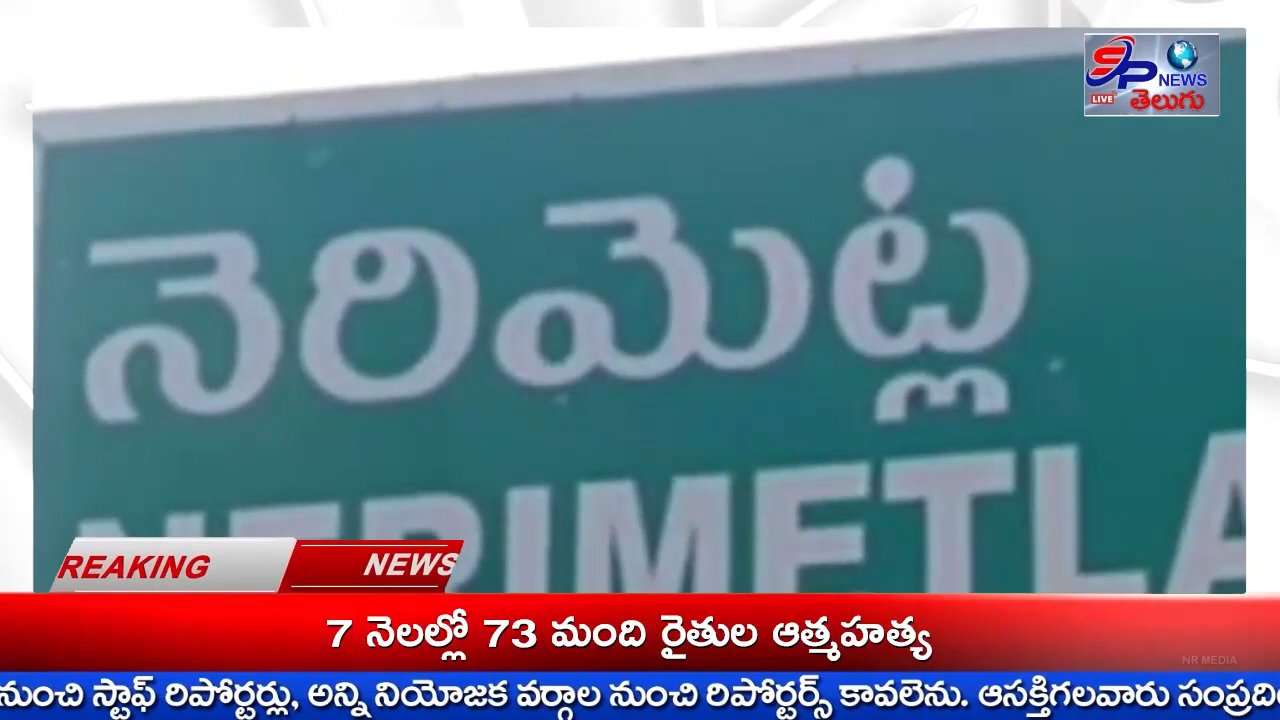 SP NEWS
LIVE తెలుగు
నెరిమెట్ల
NERIMETLA
REAKING NEWS
7 నెలల్లో 73 మంది రైతుల ఆత్మహత్య
NR MEDIA
నుంచి స్టాఫ్ రిపోర్టర్లు, అన్ని నియోజక వర్గాల నుంచి రిపోర్టర్స్ కావలెను. ఆసక్తిగలవారు